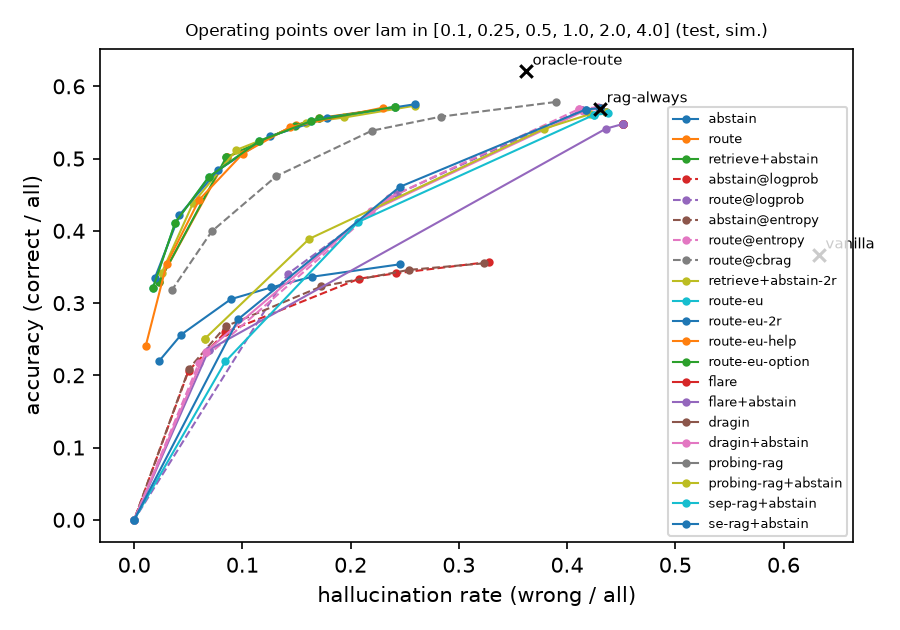 Operating points over lam in [0.1, 0.25, 0.5, 1.0, 2.0, 4.0] (test, sim.)
oracle-route
rag-always
vanilla
abstain
route
retrieve+abstain
abstain@logprob
route@logprob
abstain@entropy
route@entropy
route@cbrag
retrieve+abstain-2r
route-eu
route-eu-2r
route-eu-help
route-eu-option
flare
flare+abstain
dragin
dragin+abstain
probing-rag
probing-rag+abstain
sep-rag+abstain
se-rag+abstain
accuracy (correct / all)
0.6
0.5
0.4
0.3
0.2
0.1
0.0
0.0 0.1 0.2 0.3 0.4 0.5 0.6
hallucination rate (wrong / all)